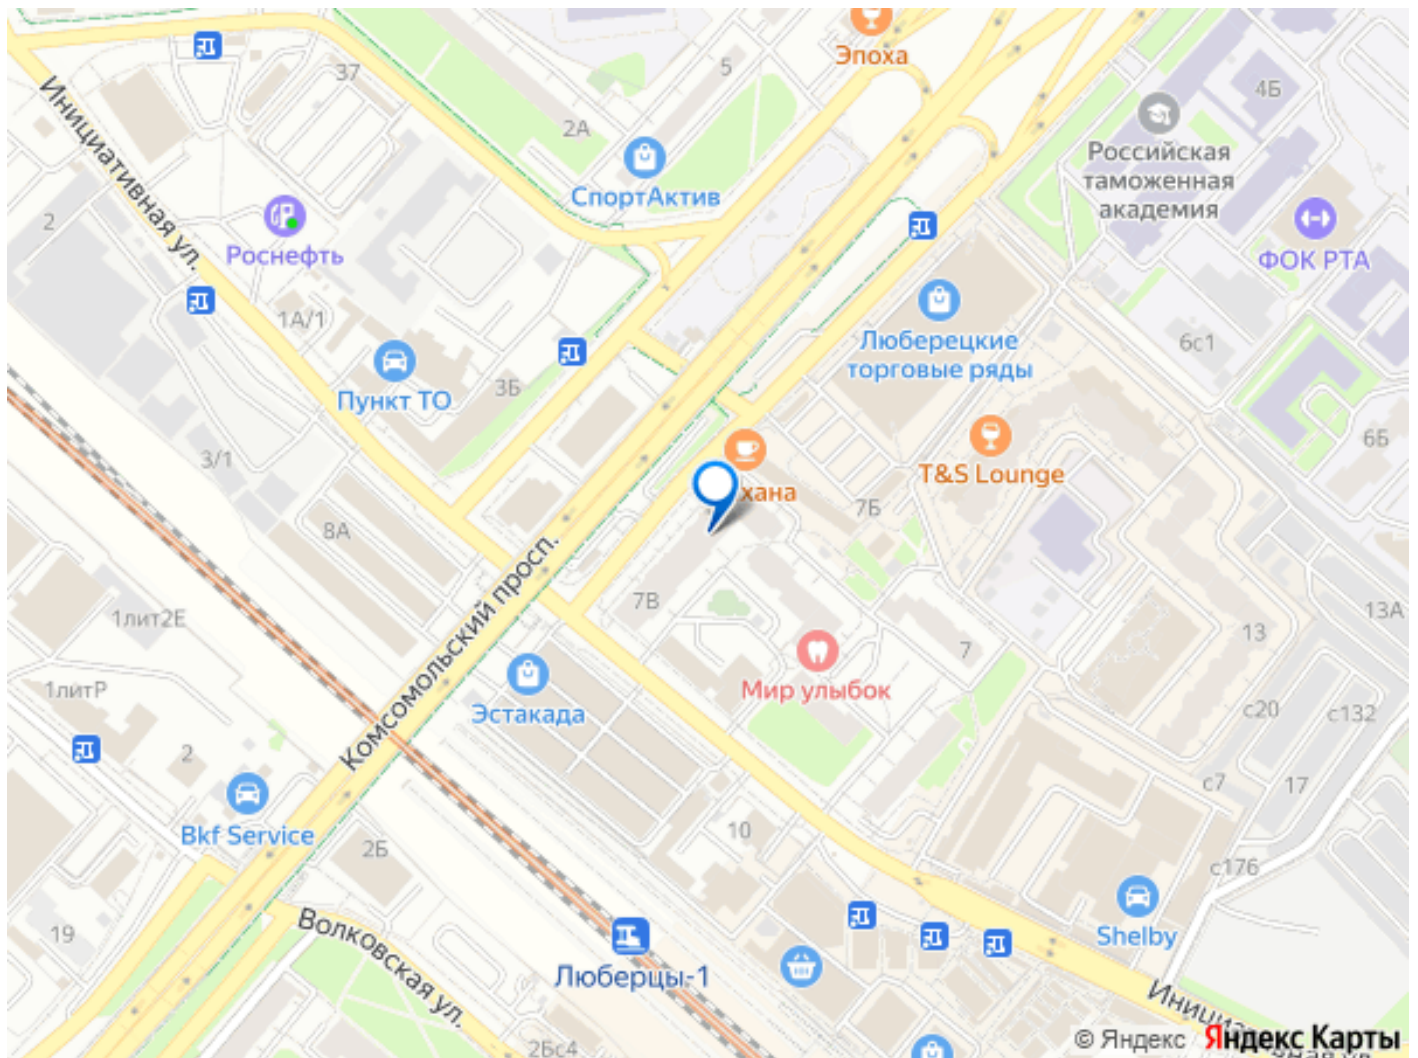 Эпоха
37
5
2А
4Б
Инициативная ул.
СпортАктив
Российская
таможенная
академия
2
Роснефть
ФОК РТА
1А/1
Люберецкие
торговые ряды
6с1
Пункт ТО
3Б
6Б
3/1
T&S Lounge
хана
7Б
8А
Комсомольский просп.
7В
1лит2Е
13А
13
7
1литР
Мир улыбок
Эстакада
с20
с132
2
с7
17
Bkf Service
2Б
10
с176
19
Волковская ул.
Shelby
Люберцы-1
2Бс4
© Яндекс Яндекс Карты